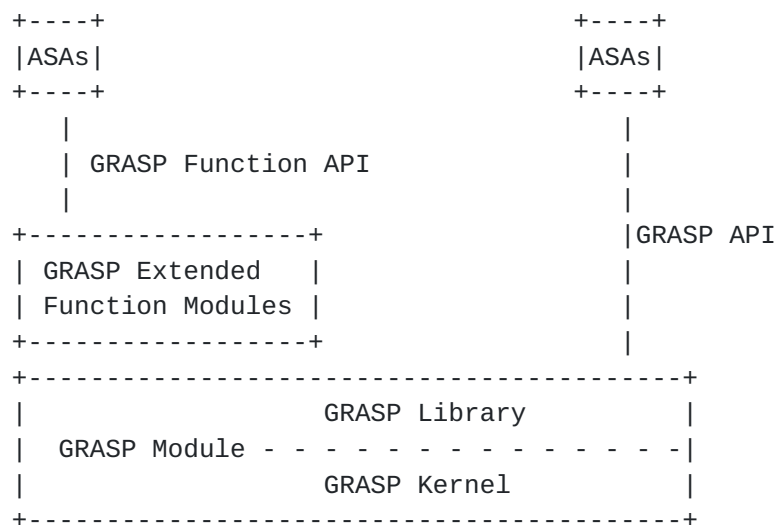 +----+                              +----+
|ASAs|                              |ASAs|
+----+                              +----+
   |                                   |
   | GRASP Function API                |
   |                                   |
+------------------+                   |GRASP API
| GRASP Extended   |                   |
| Function Modules |                   |
+------------------+                   |
+------------------------------------------+
|                   GRASP Library          |
|  GRASP Module - - - - - - - - - - - - - -|
|                   GRASP Kernel           |
+------------------------------------------+